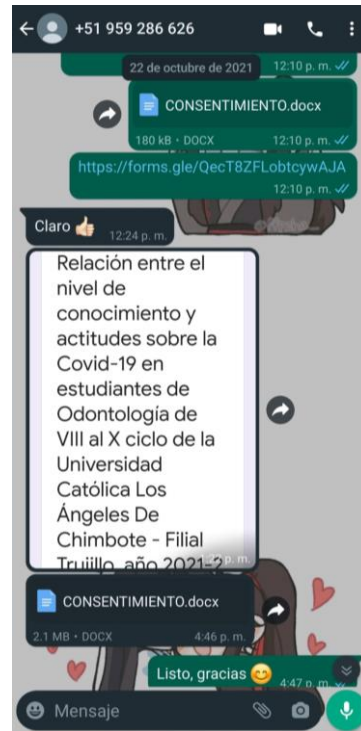 +51 959 286 626
12:10 p. m.
22 de octubre de 2021
CONSENTIMIENTO.docx
180 kB • DOCX 12:10 p. m.
https://forms.gle/QecT8ZFLobtcywAJA
12:10 p. m.
Claro 👍🏻
12:24 p. m.
Relación entre el
nivel de
conocimiento y
actitudes sobre la
Covid-19 en
estudiantes de
Odontología de
VIII al X ciclo de la
Universidad
Católica Los
Ángeles De
Chimbote - Filial
Trujillo, año 2021-2
p. m.
CONSENTIMIENTO.docx
2.1 MB • DOCX 4:46 p. m.
Listo, gracias 😊 4:47 p. m.
Mensaje